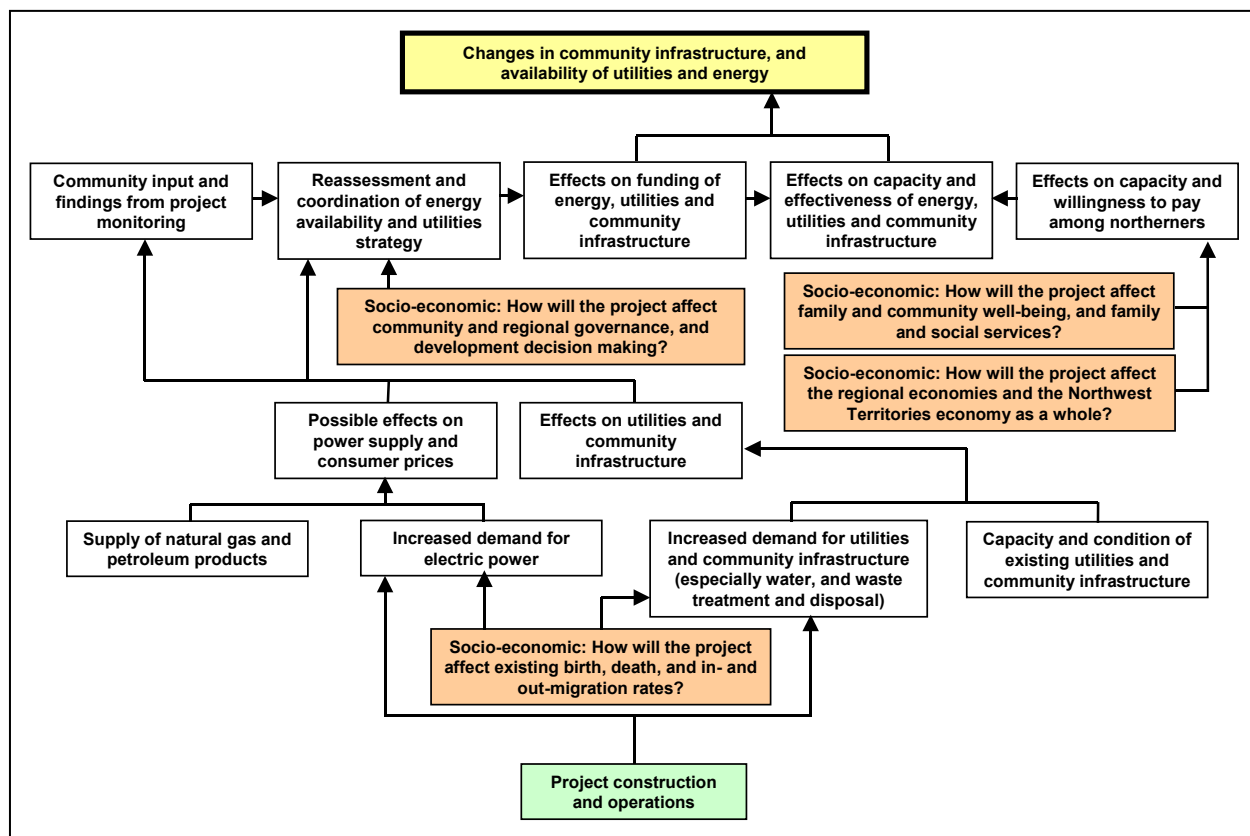 Changes in community infrastructure, and
availability of utilities and energy
Community input and
findings from project
monitoring
Reassessment and
coordination of energy
availability and utilities
strategy
Effects on funding of
energy, utilities and
community
infrastructure
Effects on capacity and
effectiveness of energy,
utilities and community
infrastructure
Effects on capacity and
willingness to pay
among northerners
Socio-economic: How will the project affect
community and regional governance, and
development decision making?
Socio-economic: How will the project affect
family and community well-being, and family
and social services?
Socio-economic: How will the project affect
the regional economies and the Northwest
Territories economy as a whole?
Possible effects on
power supply and
consumer prices
Effects on utilities and
community
infrastructure
Supply of natural gas and
petroleum products
Increased demand for
electric power
Increased demand for utilities
and community infrastructure
(especially water, and waste
treatment and disposal)
Capacity and condition of
existing utilities and
community infrastructure
Socio-economic: How will the project
affect existing birth, death, and in- and
out-migration rates?
Project construction
and operations